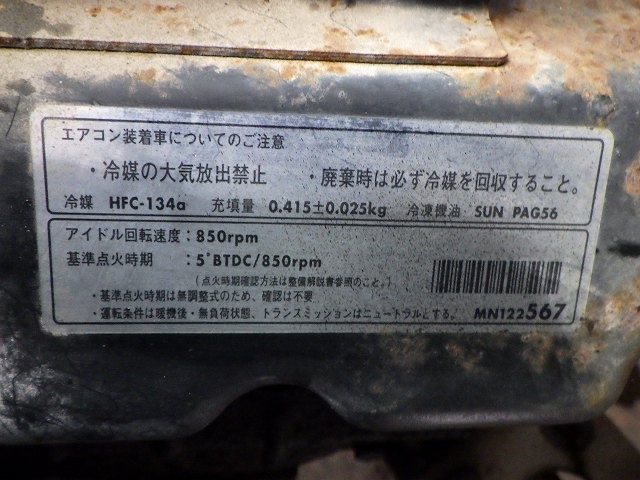 エアコン装着車についてのご注意
・冷媒の大気放出禁止 ・廃棄時は必ず冷媒を回収すること。
冷媒 HFC-134a 充填量 0.415±0.025kg 冷凍機油 SUN PAG56
アイドル回転速度：850rpm
基準点火時期 ：5°BTDC/850rpm
（点火時期確認方法は整備解説書参照のこと。）
・基準点火時期は無調整式のため、確認は不要
・運転条件は暖機後・無負荷状態、トランスミッションはニュートラルとする。 MN122567